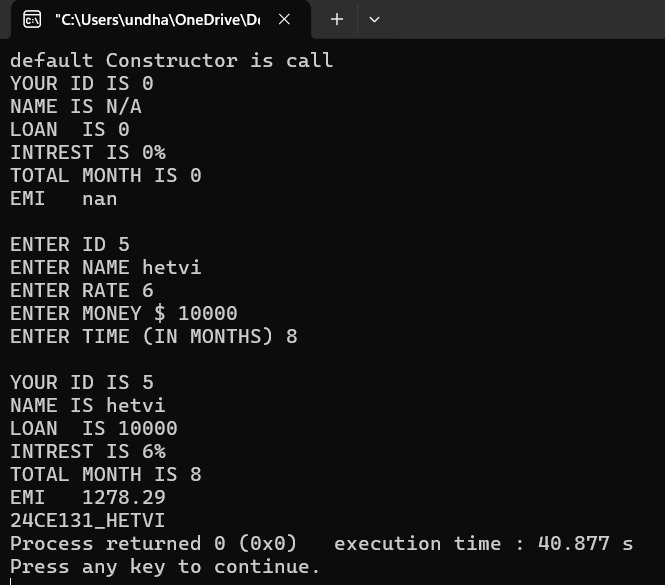 "C:\Users\undha\OneDrive\De
default Constructor is call
YOUR ID IS 0
NAME IS N/A
LOAN  IS 0
INTREST IS 0%
TOTAL MONTH IS 0
EMI   nan
ENTER ID 5
ENTER NAME hetvi
ENTER RATE 6
ENTER MONEY $ 10000
ENTER TIME (IN MONTHS) 8
YOUR ID IS 5
NAME IS hetvi
LOAN  IS 10000
INTREST IS 6%
TOTAL MONTH IS 8
EMI   1278.29
24CE131_HETVI
Process returned 0 (0x0)   execution time : 40.877 s
Press any key to continue.